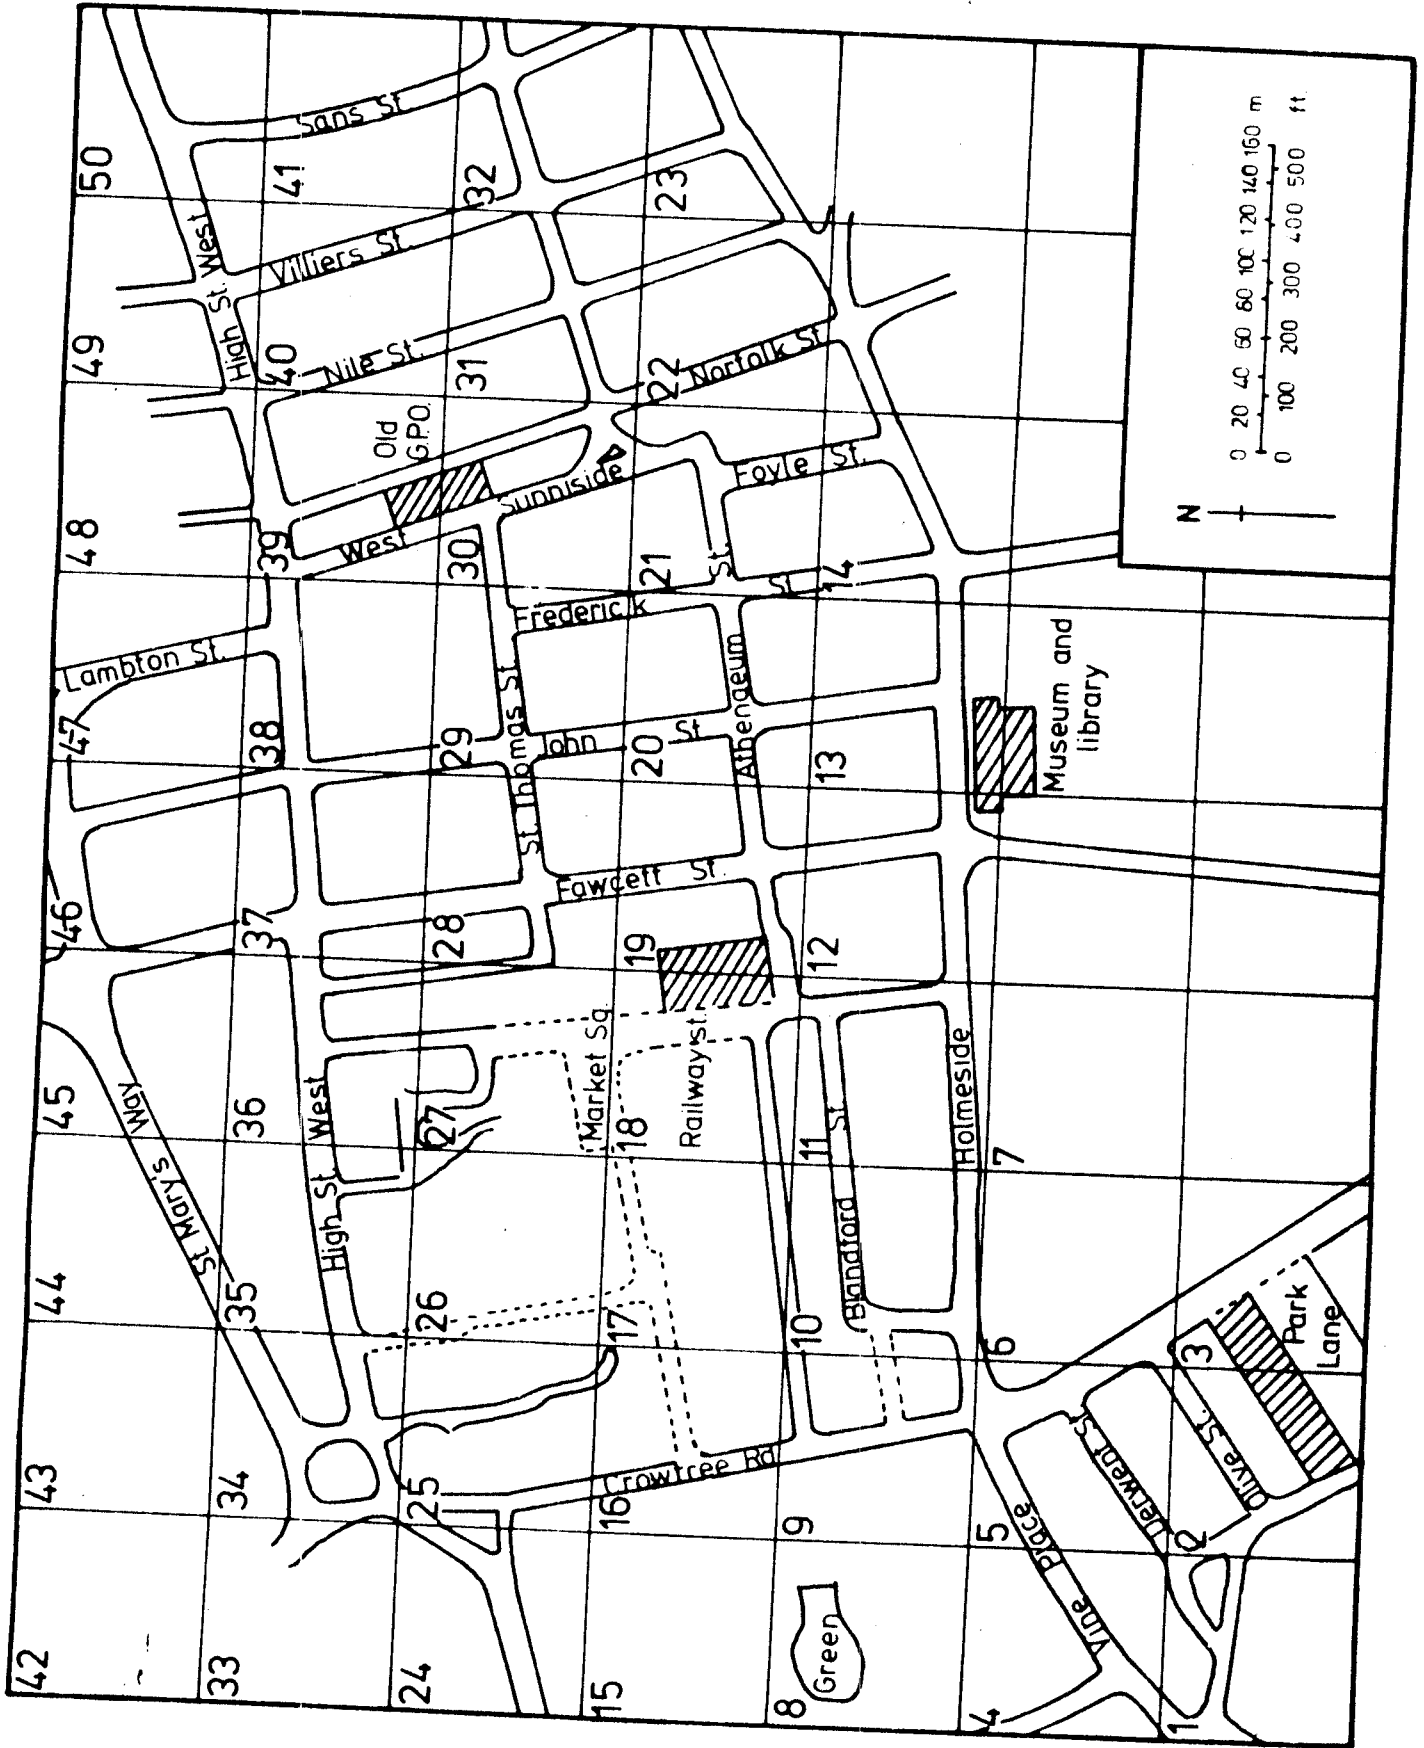 50
Sans St
41
32
23
High St. West
Villiers St.
49
40
Nile St.
31
22
Norfolk St
Old
G.P.O.
48
39
West
Sunniside
30
21
Foyle St.
14
Frederick
St
Lambton St.
47
38
29
St. Thomas St
John
St
20
Athenaeum
St.
13
46
37
28
Fawcett St.
19
12
Museum and
library
St Mary's Way
45
36
High St. West
27
Market Sq
18
Railway st.
11
Blandford St
Holmeside
7
44
35
26
17
10
6
3
Park
Lane
43
34
25
16
Crowtree Rd
9
5
Vine Place
Derwent St
2
Olive St.
42
33
24
15
8
Green
4
1
0 20 40 60 80 100 120 140 160 m
0 100 200 300 400 500 ft
N